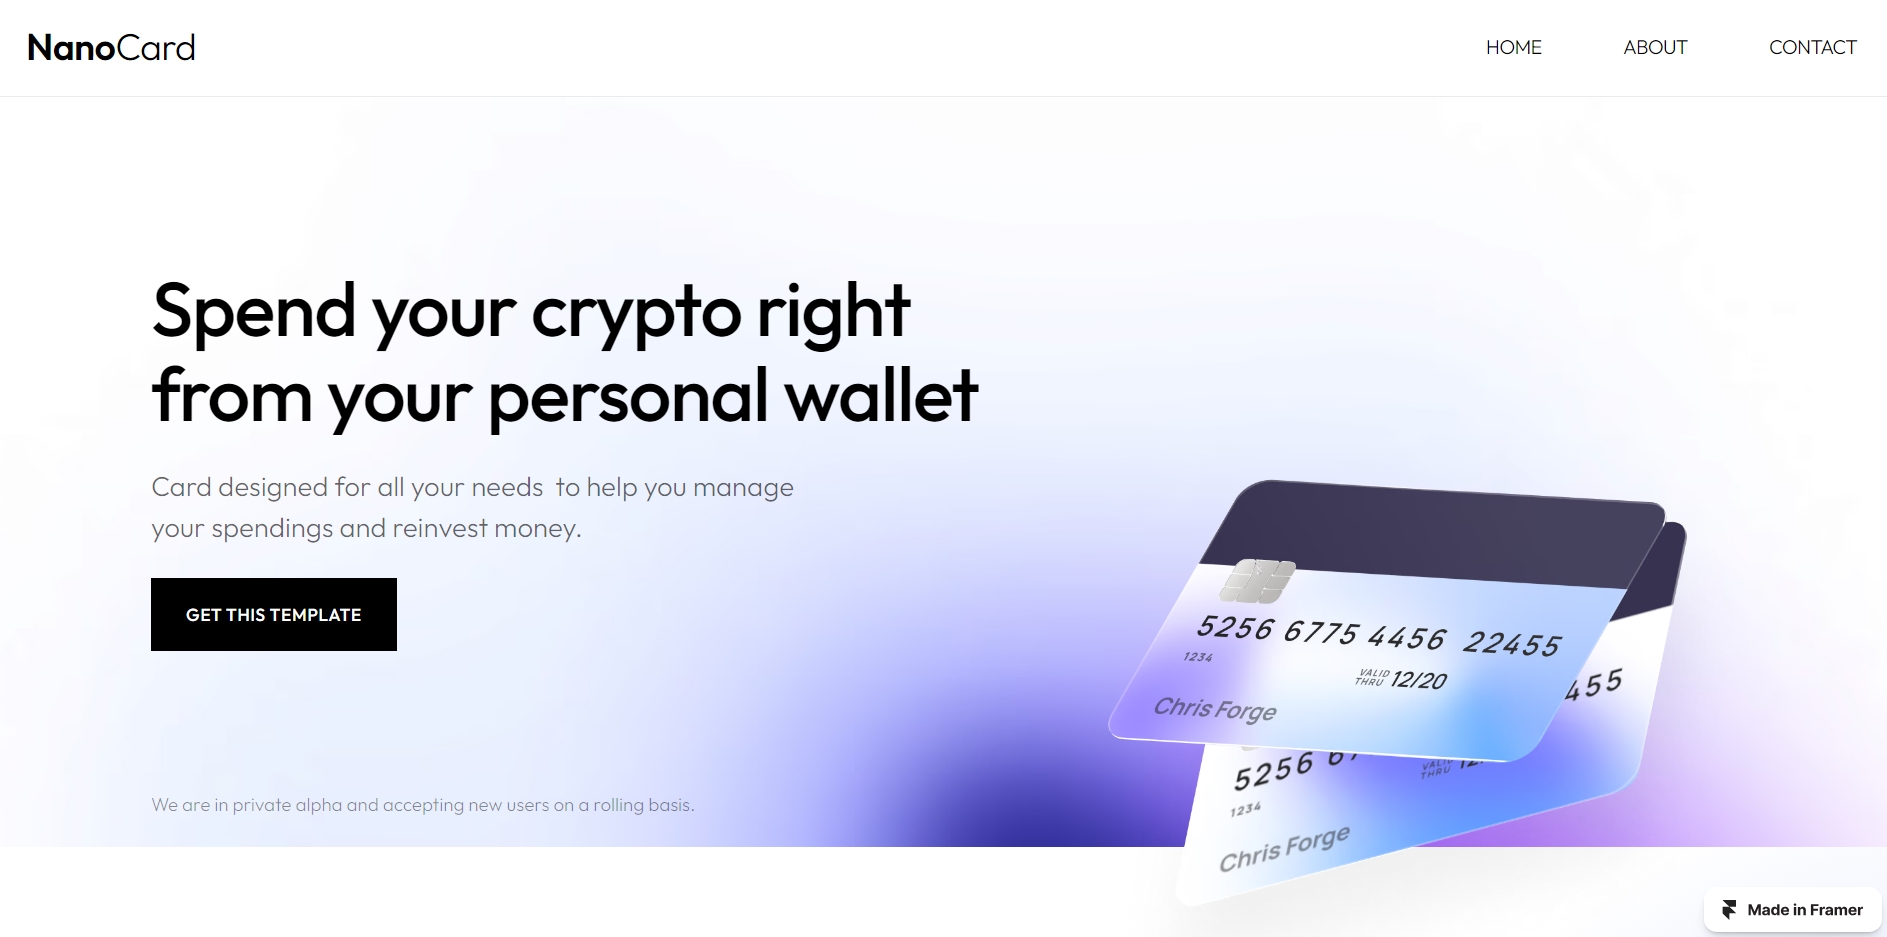 NanoCard
HOME ABOUT CONTACT
Spend your crypto right
from your personal wallet
Card designed for all your needs  to help you manage
your spendings and reinvest money.
GET THIS TEMPLATE
We are in private alpha and accepting new users on a rolling basis.
5256 6775 4456 22455
1234
VALID
THRU 12/20
Chris Forge
455
5256
1234
THRU
Chris Forge
Made in Framer